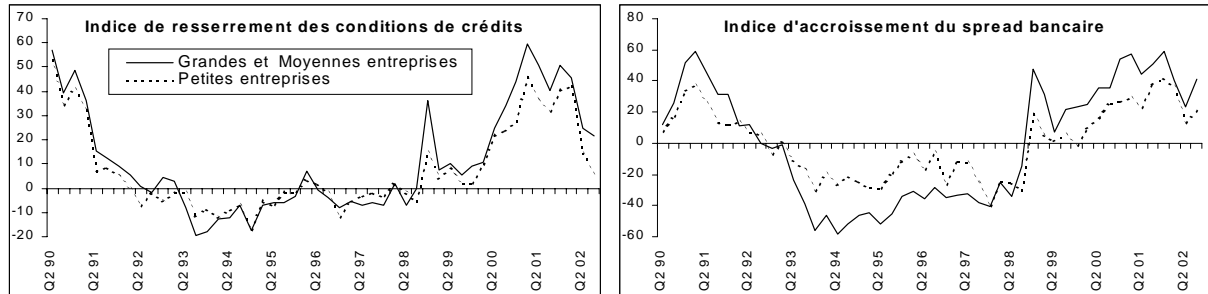 Indice de resserrement des conditions de crédits
70
60
50
40
30
20
10
0
-10
-20
Grandes et Moyennes entreprises
Petites entreprises
Q2 90
Q2 91
Q2 92
Q2 93
Q2 94
Q2 95
Q2 96
Q2 97
Q2 98
Q2 99
Q2 00
Q2 01
Q2 02
Indice d'accroissement du spread bancaire
80
60
40
20
0
-20
-40
-60
Q2 90
Q2 91
Q2 92
Q2 93
Q2 94
Q2 95
Q2 96
Q2 97
Q2 98
Q2 99
Q2 00
Q2 01
Q2 02